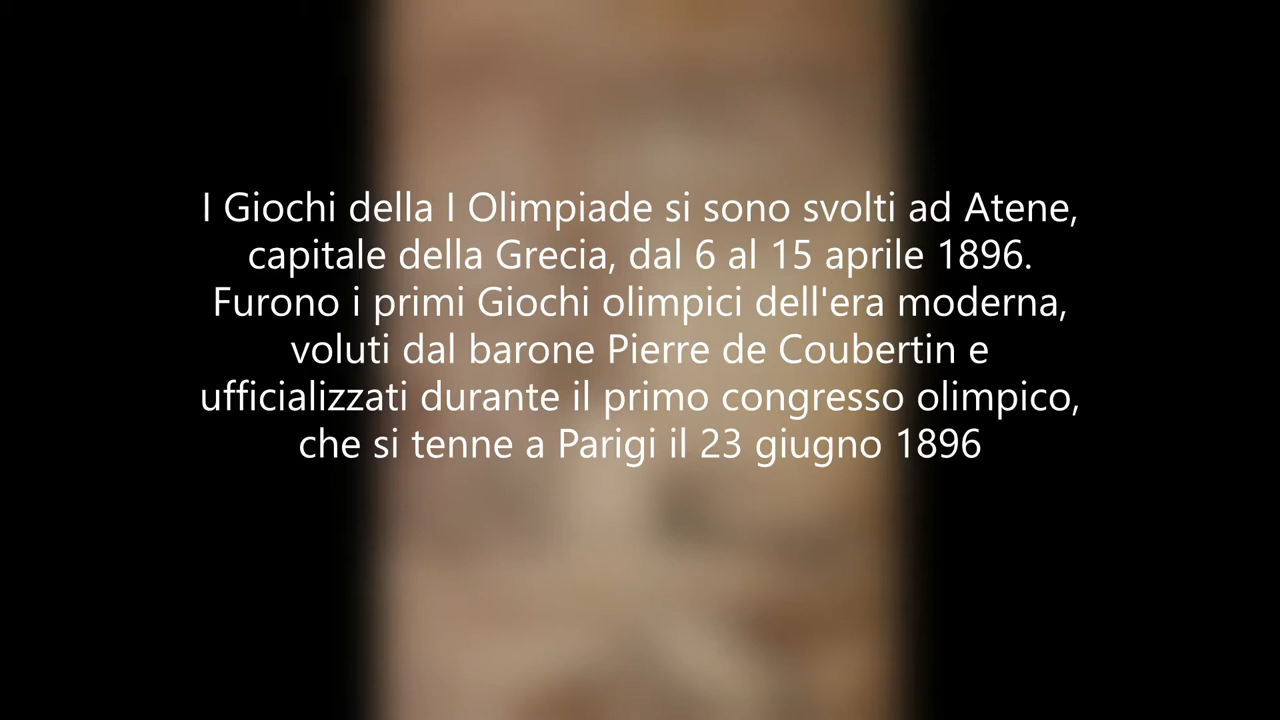 I Giochi della I Olimpiade si sono svolti ad Atene,
capitale della Grecia, dal 6 al 15 aprile 1896.
Furono i primi Giochi olimpici dell'era moderna,
voluti dal barone Pierre de Coubertin e
ufficializzati durante il primo congresso olimpico,
che si tenne a Parigi il 23 giugno 1896